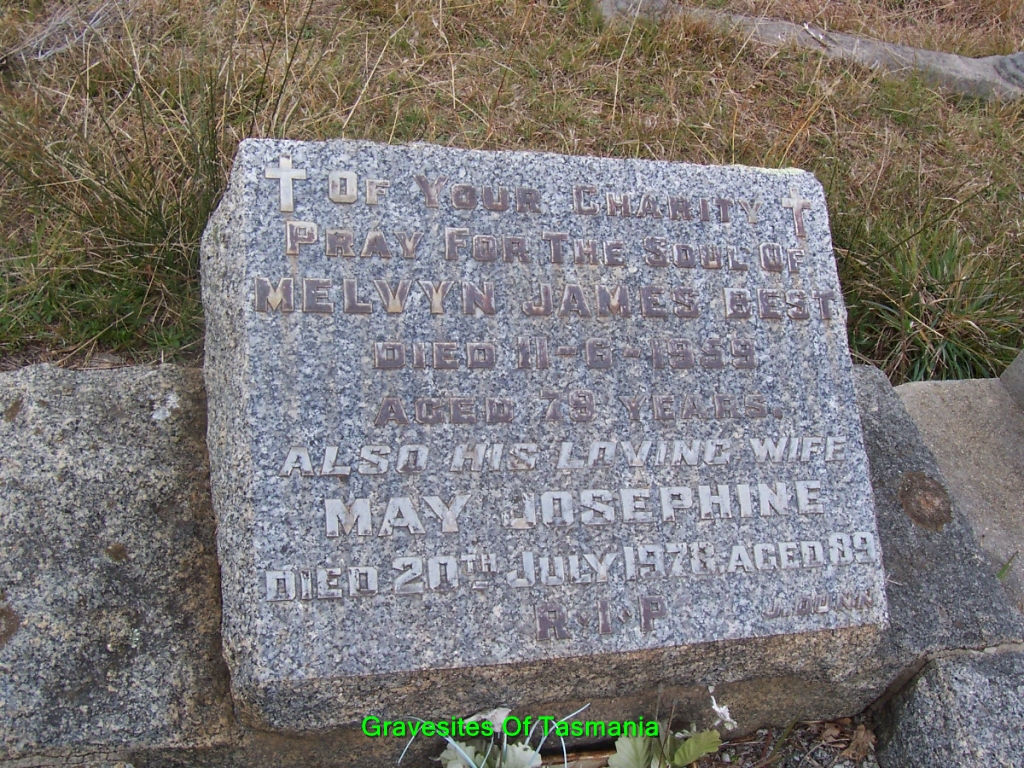 OF YOUR CHARITY
PRAY FOR THE SOUL OF
MELVYN JAMES BEST
DIED 11-6-1959
AGED 79 YEARS.
ALSO HIS LOVING WIFE
MAY JOSEPHINE
DIED 20TH JULY 1978. AGED 89
R·I·P
J. DUNN
Gravesites Of Tasmania